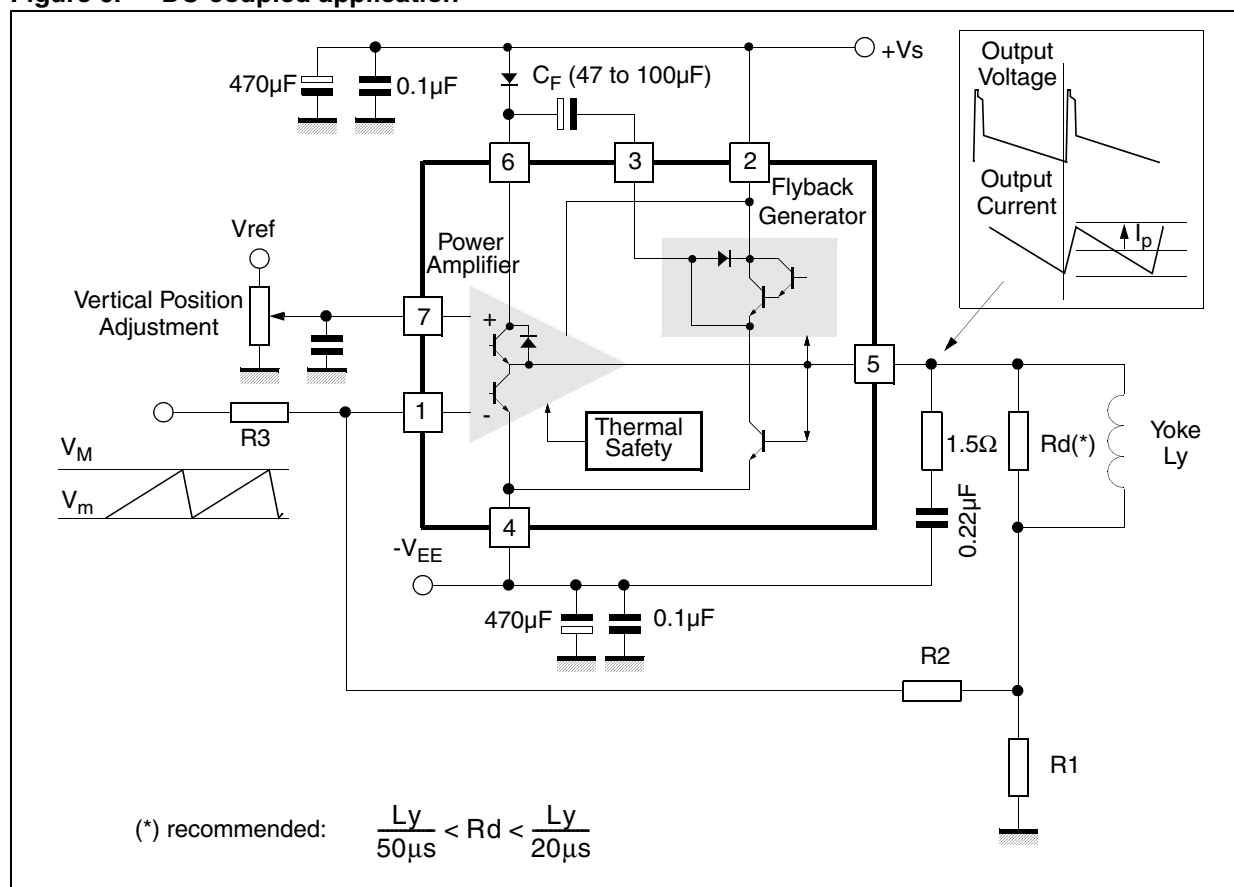 +Vs
470µF
0.1µF
C_F (47 to 100µF)
Output
Voltage
Output
Current
I_p
6
3
2
Flyback
Generator
Power
Amplifier
Vref
Vertical Position
Adjustment
7
+
1
-
R3
V_M
V_m
Thermal
Safety
5
1.5Ω
Rd(*)
Yoke
Ly
0.22µF
4
-V_EE
470µF
0.1µF
R2
R1
(*) recommended: Ly/50µs < Rd < Ly/20µs